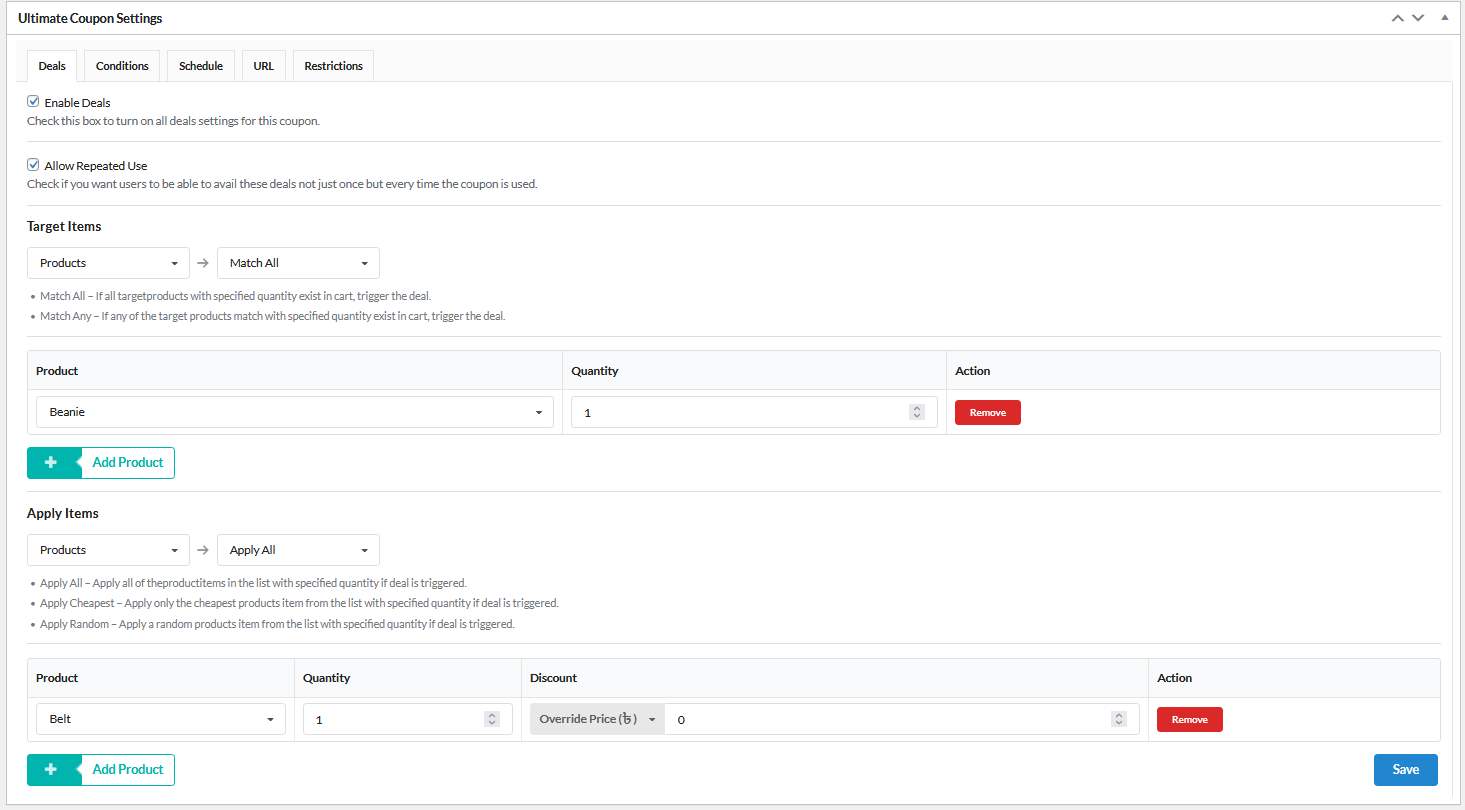 Ultimate Coupon Settings
Deals Conditions Schedule URL Restrictions
Enable Deals
Check this box to turn on all deals settings for this coupon.
Allow Repeated Use
Check if you want users to be able to avail these deals not just once but every time the coupon is used.
Target Items
Products → Match All
• Match All – If all targetproducts with specified quantity exist in cart, trigger the deal.
• Match Any – If any of the target products match with specified quantity exist in cart, trigger the deal.
Product Quantity Action
Beanie 1 Remove
+ Add Product
Apply Items
Products → Apply All
• Apply All – Apply all of theproductitems in the list with specified quantity if deal is triggered.
• Apply Cheapest – Apply only the cheapest products item from the list with specified quantity if deal is triggered.
• Apply Random – Apply a random products item from the list with specified quantity if deal is triggered.
Product Quantity Discount Action
Belt 1 Override Price (৳ ) 0 Remove
+ Add Product Save